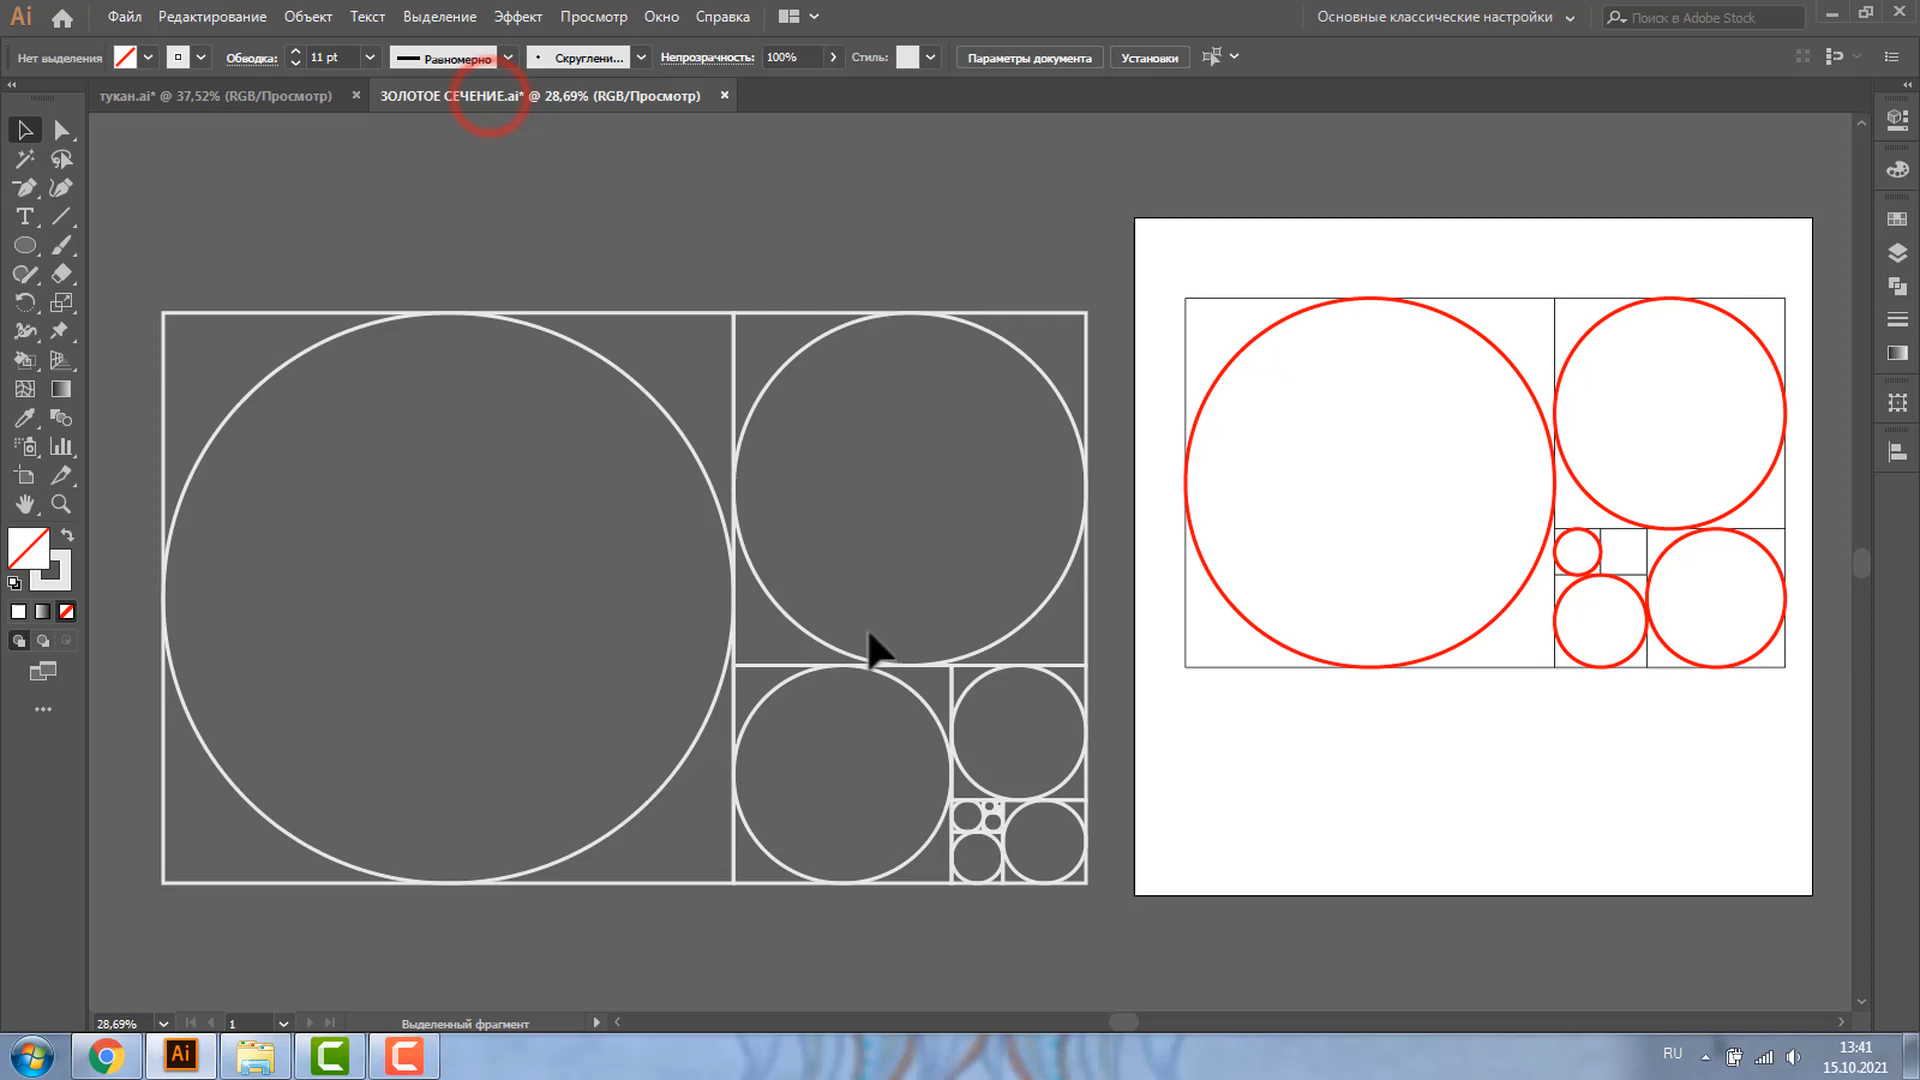 Ai Файл Редактирование Объект Текст Выделение Эффект Просмотр Окно Справка Основные классические настройки Поиск в Adobe Stock
Нет выделения Обводка: 11 pt Равномерно Скруглени... Непрозрачность: 100% Стиль: Параметры документа Установки
тукан.ai* @ 37,52% (RGB/Просмотр) × ЗОЛОТОЕ СЕЧЕНИЕ.ai* @ 28,69% (RGB/Просмотр) ×
28,69% 1 Выделенный фрагмент
Ai RU 13:41
15.10.2021